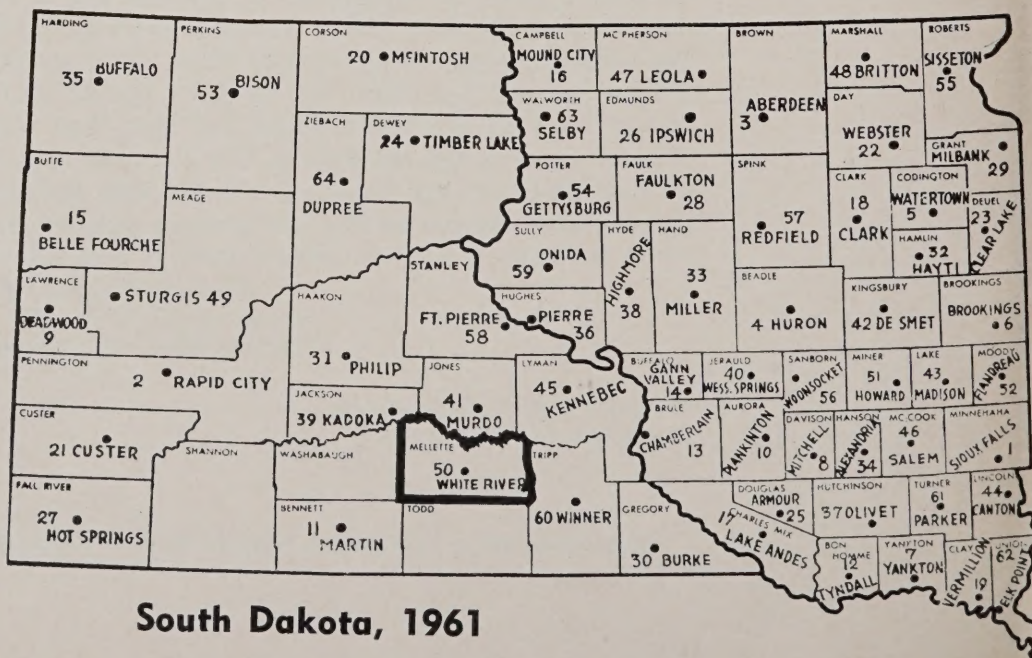 HARDING
35 BUFFALO
PERKINS
53 BISON
CORSON
20 McINTOSH
CAMPBELL
MOUND CITY
16
MC PHERSON
47 LEOLA
BROWN
ABERDEEN
3
MARSHALL
48 BRITTON
ROBERTS
SISSETON
55
WALWORTH
63
SELBY
EDMUNDS
26 IPSWICH
DAY
WEBSTER
22
GRANT
MILBANK
29
ZIEBACH
64
DUPREE
DEWEY
24 TIMBER LAKE
POTTER
54
GETTYSBURG
FAULK
FAULKTON
28
SPINK
57
REDFIELD
CLARK
18
CLARK
CODINGTON
WATERTOWN
5
DEUEL
23
CLEAR LAKE
HAMLIN
32
HAYTI
BUTTE
15
BELLE FOURCHE
MEADE
STURGIS 49
LAWRENCE
DEADWOOD
9
HAAKON
31 PHILIP
STANLEY
FT. PIERRE
58
SULLY
ONIDA
59
HUGHES
PIERRE
36
HYDE
HIGHMORE
38
HAND
33
MILLER
BEADLE
4 HURON
KINGSBURY
42 DE SMET
BROOKINGS
BROOKINGS
6
PENNINGTON
2 RAPID CITY
JACKSON
39 KADOKA
JONES
41
MURDO
LYMAN
45
KENNEBEC
BUFFALO
GANN
VALLEY
14
JERAULD
40
WESS. SPRINGS
SANBORN
WOONSOCKET
56
MINER
51
HOWARD
LAKE
43
MADISON
MOODY
FLANDREAU
52
CUSTER
21 CUSTER
SHANNON
WASHABAUGH
MELLETTE
50
WHITE RIVER
TRIPP
60 WINNER
BRULE
CHAMBERLAIN
13
AURORA
PLANKINTON
10
DAVISON
MITCHELL
8
HANSON
ALEXANDRIA
34
MC COOK
46
SALEM
MINNEHAHA
SIOUX FALLS
1
FALL RIVER
27
HOT SPRINGS
BENNETT
11
MARTIN
TODD
GREGORY
30 BURKE
DOUGLAS
ARMOUR
25
CHARLES MIX
17
LAKE ANDES
HUTCHINSON
37 OLIVET
TURNER
61
PARKER
LINCOLN
44
CANTON
BON
HOMME
12
TYNDALL
YANKTON
7
YANKTON
CLAY
VERMILLION
19
UNION
62
ELK POINT
South Dakota, 1961